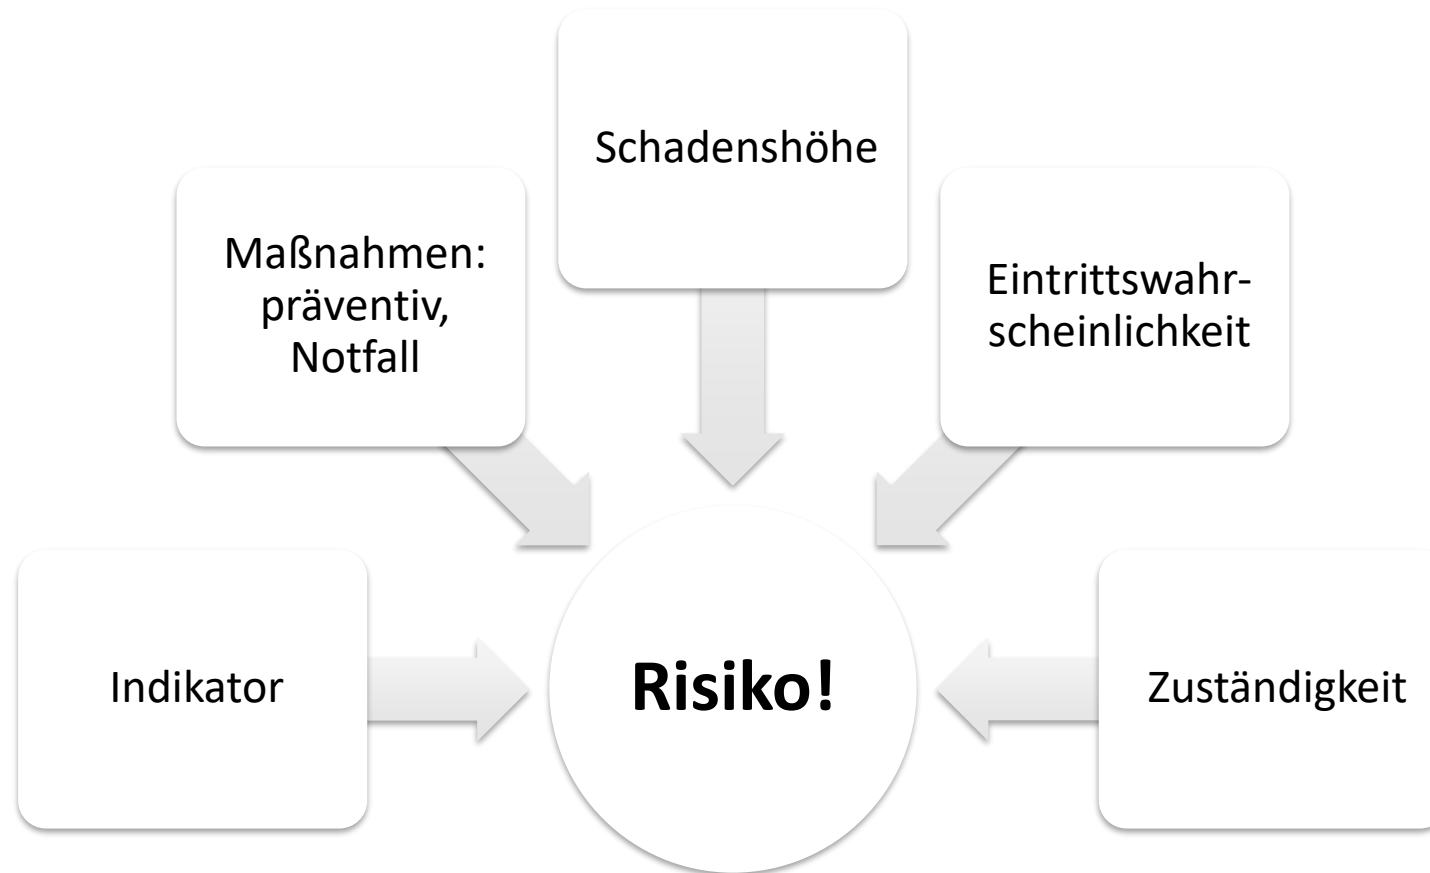 Schadenshöhe
Maßnahmen:
präventiv,
Notfall
Eintrittswahr-
scheinlichkeit
Indikator
Risiko!
Zuständigkeit